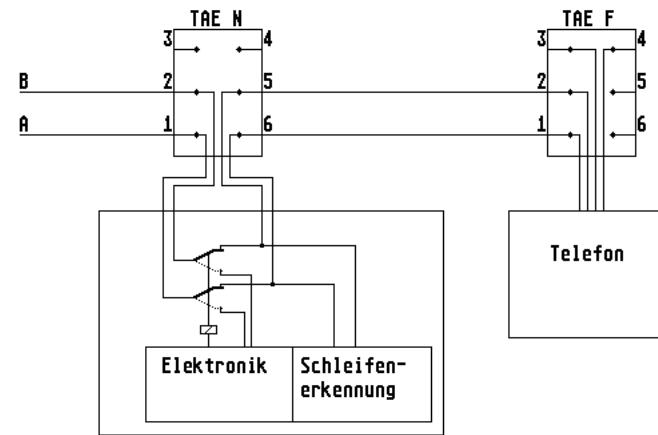 TAE N
TAE F
3
4
3
4
B
2
5
2
5
A
1
6
1
6
Telefon
Elektronik
Schleifen-
erkennung